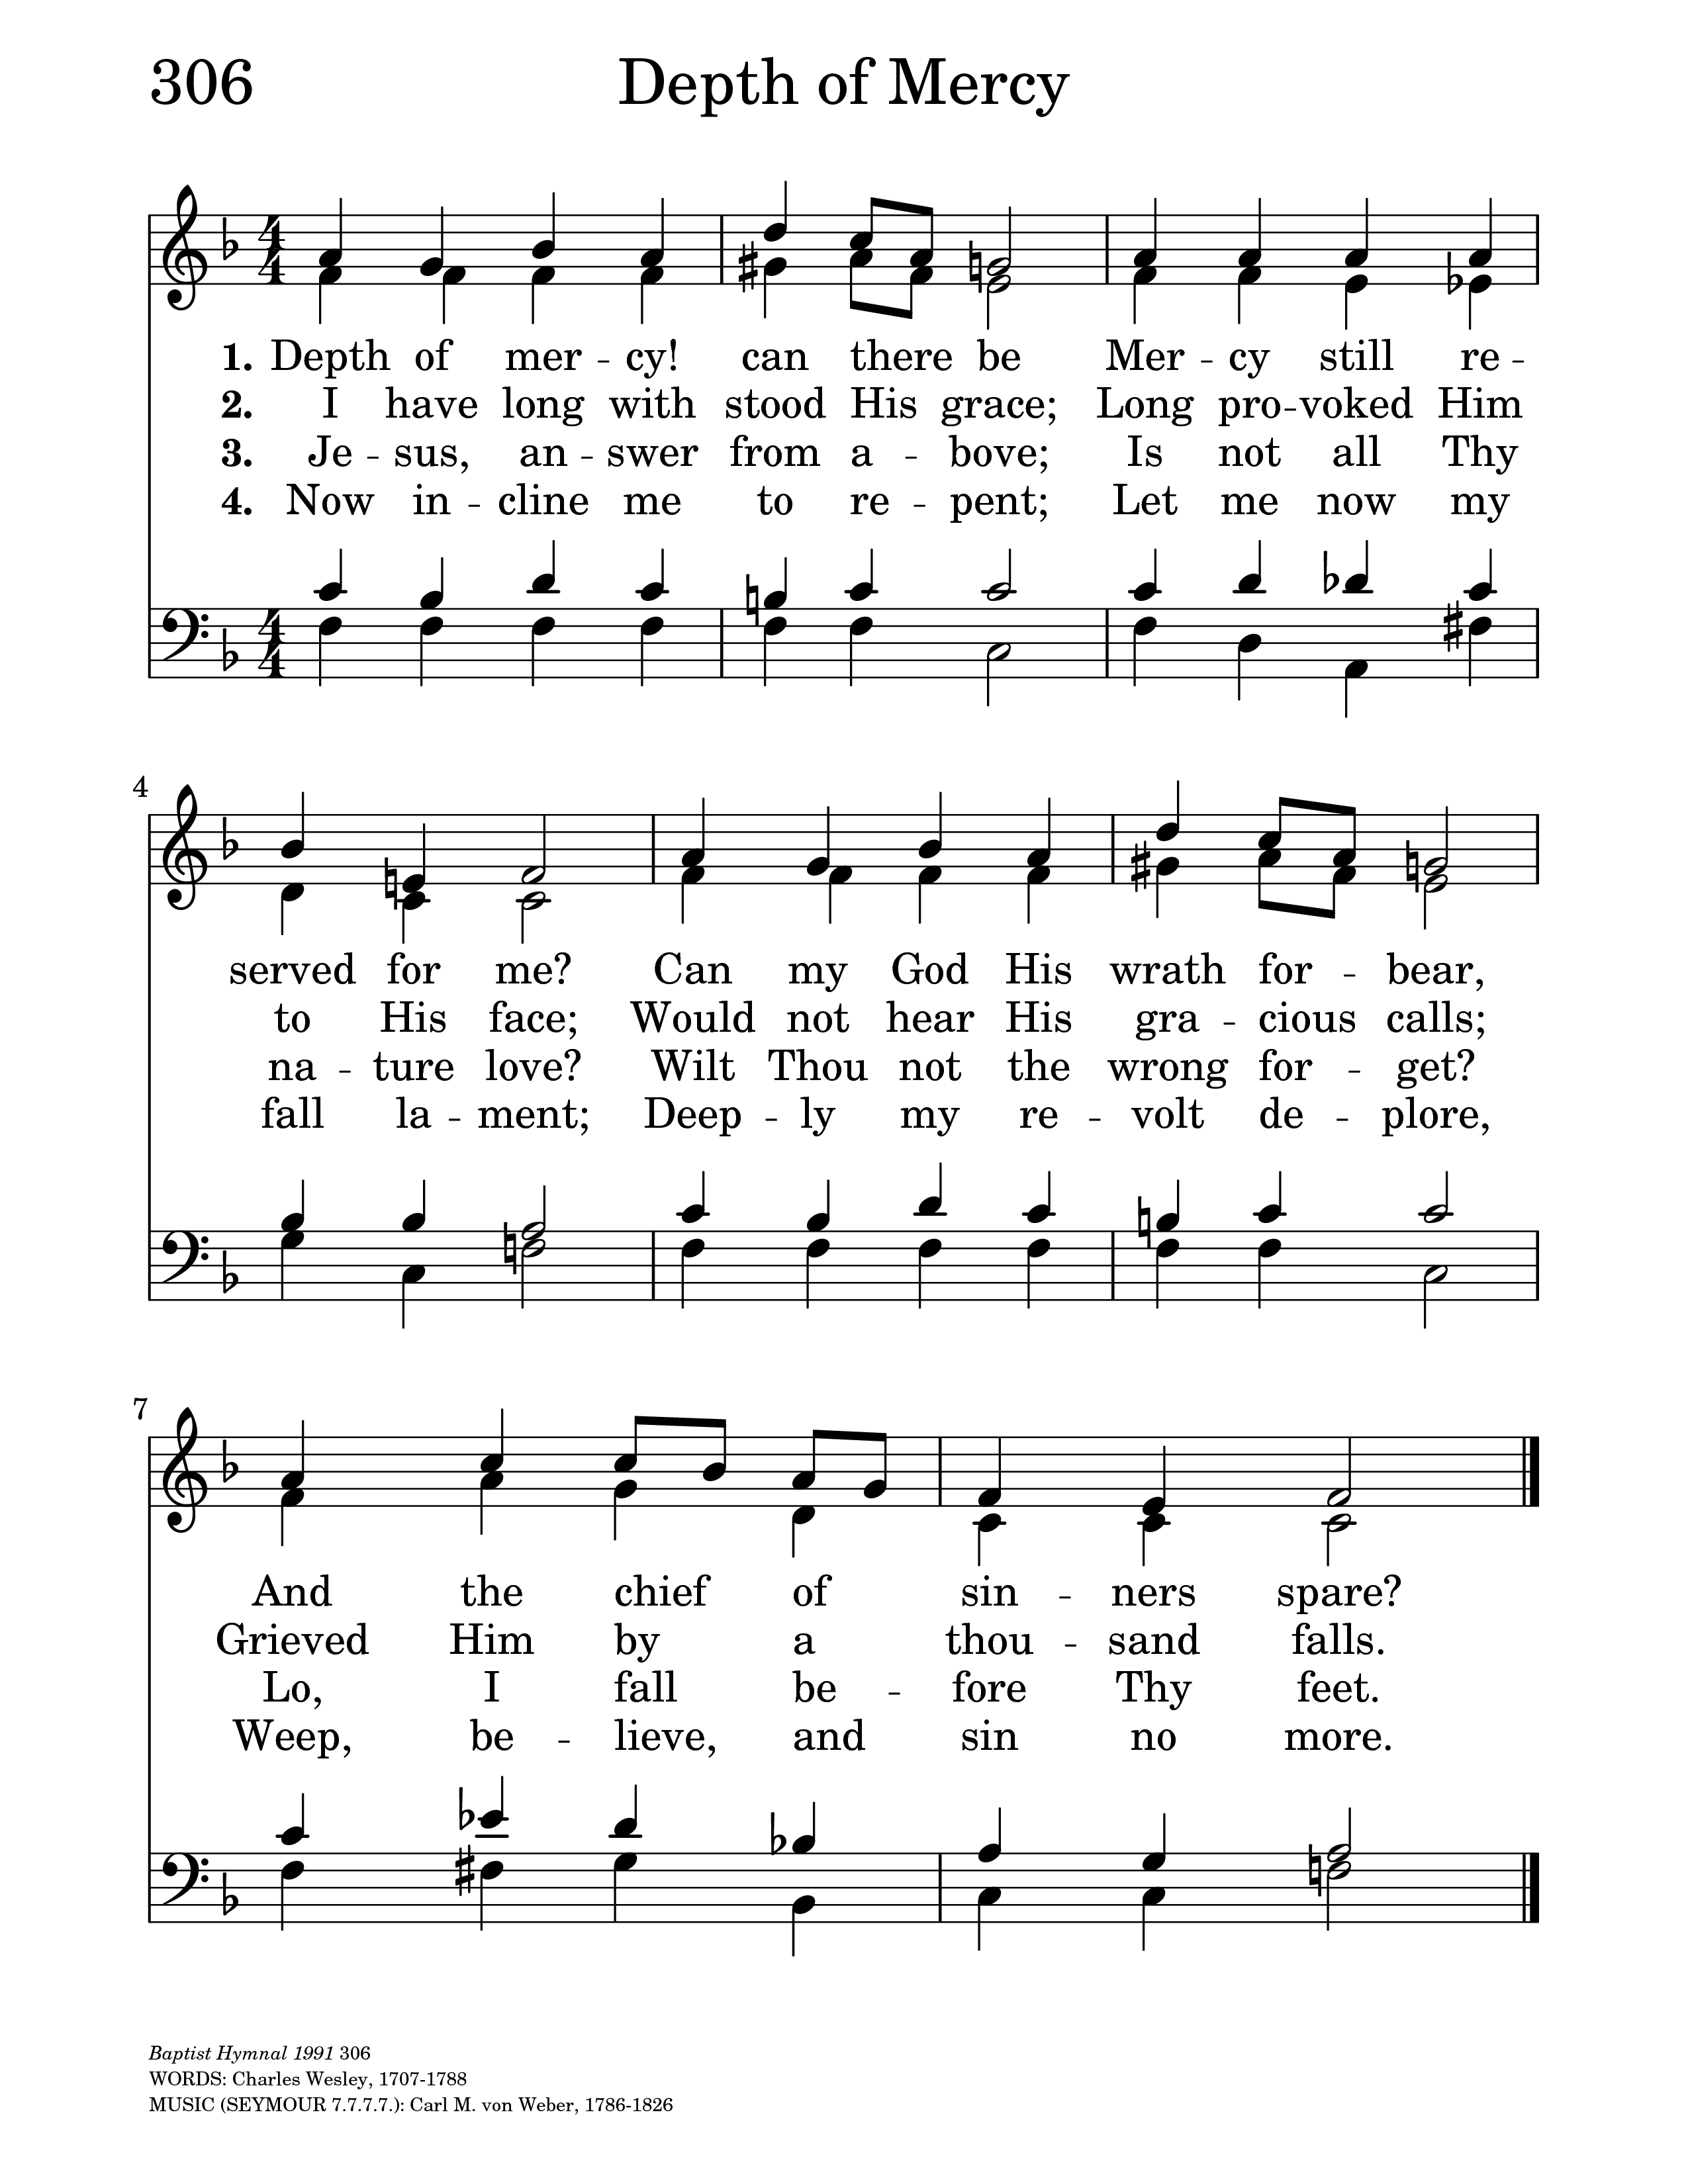 306 Depth of Mercy
4 4
1. Depth of mer - cy! can there be Mer - cy still re -
2. I have long with stood His grace; Long pro - voked Him
3. Je - sus, an - swer from a - bove; Is not all Thy
4. Now in - cline me to re - pent; Let me now my
4 4
4
served for me? Can my God His wrath for - bear,
to His face; Would not hear His gra - cious calls;
na - ture love? Wilt Thou not the wrong for - get?
fall la - ment; Deep - ly my re - volt de - plore,
7
And the chief of sin - ners spare?
Grieved Him by a thou - sand falls.
Lo, I fall be - fore Thy feet.
Weep, be - lieve, and sin no more.
Baptist Hymnal 1991 306
WORDS: Charles Wesley, 1707-1788
MUSIC (SEYMOUR 7.7.7.7.): Carl M. von Weber, 1786-1826